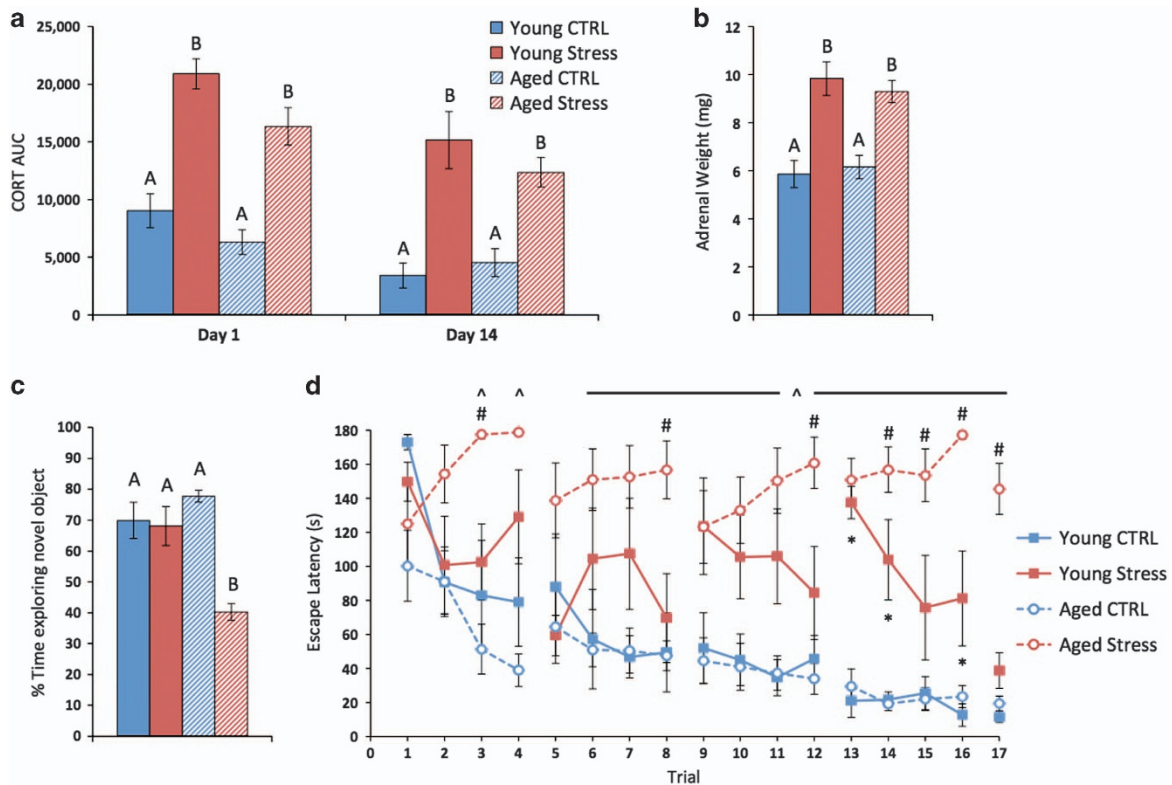 a
25,000
20,000
15,000
10,000
5,000
0
CORT AUC
A
B
A
B
A
B
A
B
Day 1
Day 14
Young CTRL
Young Stress
Aged CTRL
Aged Stress
b
12
10
8
6
4
2
0
Adrenal Weight (mg)
A
B
A
B
c
100
90
80
70
60
50
40
30
20
10
0
% Time exploring novel object
A
A
A
B
d
^ ^ ^
# # # # # # #
180
160
140
120
100
80
60
40
20
0
Escape Latency (s)
* * *
0 1 2 3 4 5 6 7 8 9 10 11 12 13 14 15 16 17
Trial
Young CTRL
Young Stress
Aged CTRL
Aged Stress